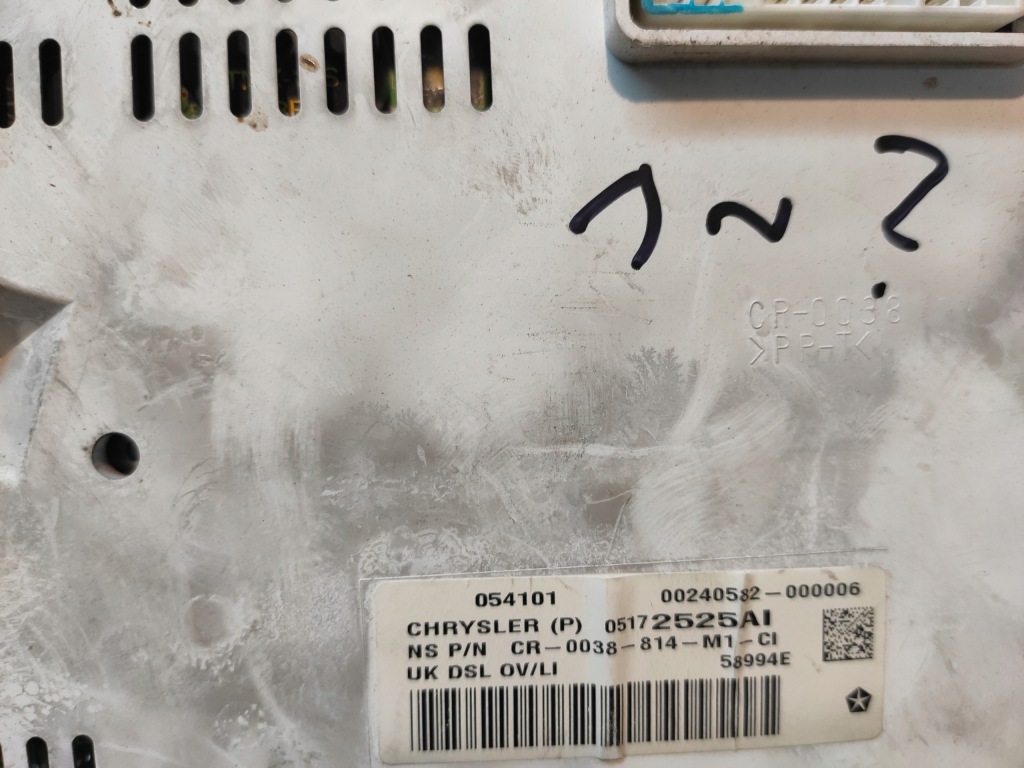 1 ~ ?
CR-0038
>PP-T<
054101 00240582-000006
CHRYSLER (P) 05172525AI
NS P/N CR-0038-814-M1-CI
UK DSL OV/LI 58994E